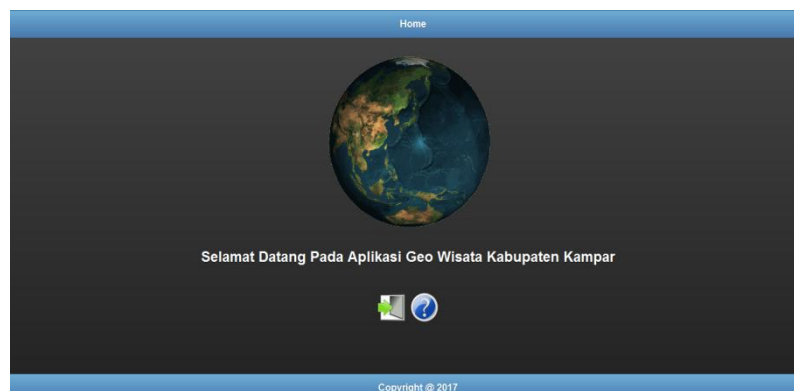 Home
Selamat Datang Pada Aplikasi Geo Wisata Kabupaten Kampar
Copyright @ 2017